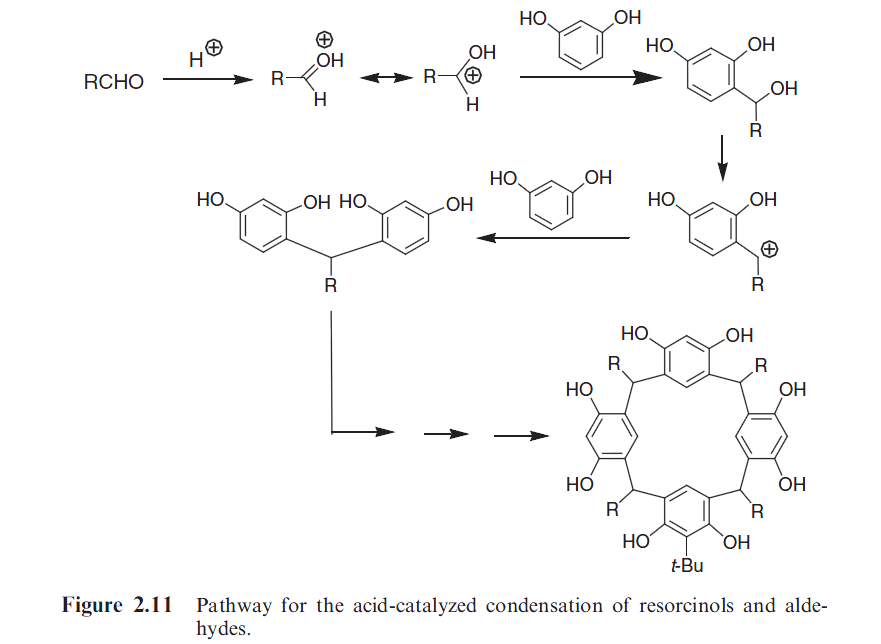 HO OH
H⊕
⊕
OH
OH
RCHO
R
H
R ⊕
H
HO OH
OH
R
HO OH
HO OH
⊕
R
HO OH HO OH
R
HO OH
R R
HO OH
HO OH
R R
HO OH
t-Bu
Figure 2.11 Pathway for the acid-catalyzed condensation of resorcinols and alde-
hydes.